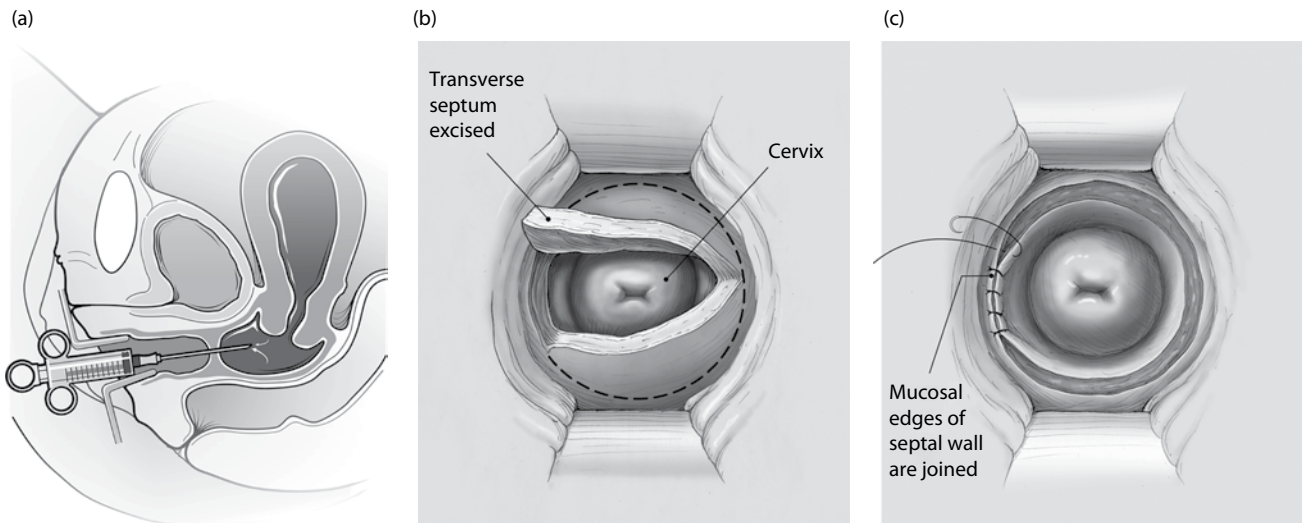 (a)
(b)
(c)
Transverse
septum
excised
Cervix
Mucosal
edges of
septal wall
are joined